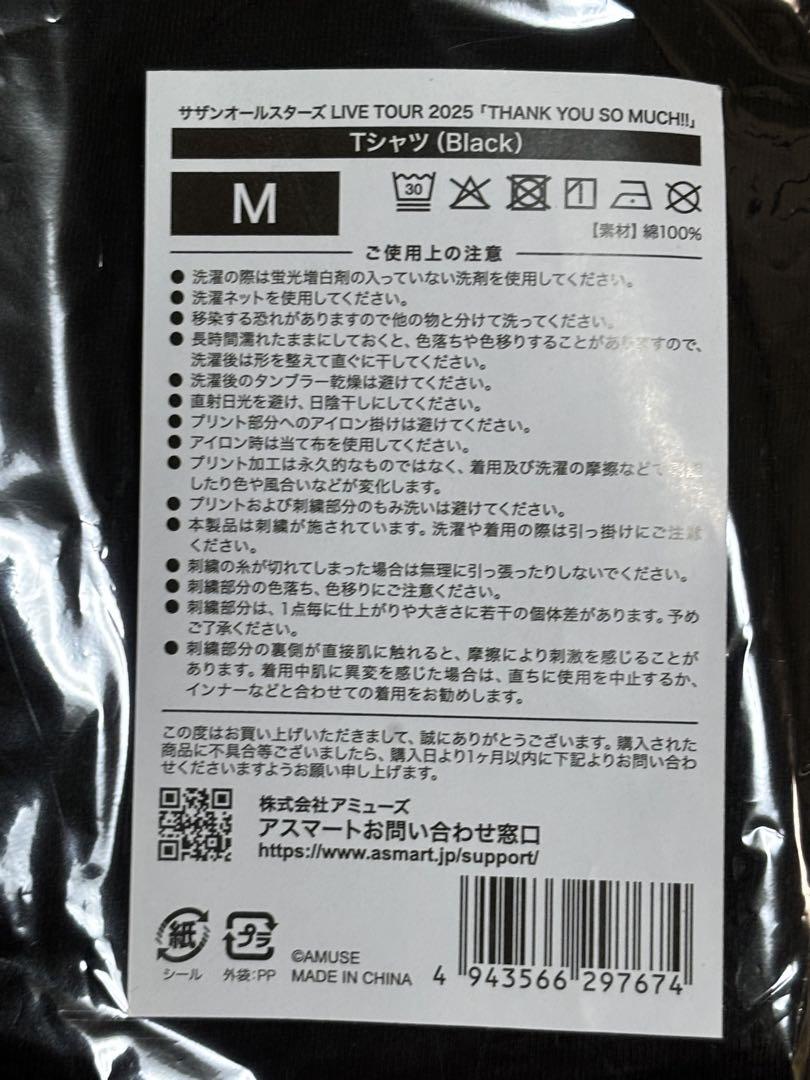 サザンオールスターズ LIVE TOUR 2025「THANK YOU SO MUCH!!」
Tシャツ（Black）
M
30
【素材】綿100%
ご使用上の注意
● 洗濯の際は蛍光増白剤の入っていない洗剤を使用してください。
● 洗濯ネットを使用してください。
● 移染する恐れがありますので他の物と分けて洗ってください。
● 長時間濡れたままにしておくと、色落ちや色移りすることがありますので、
洗濯後は形を整えて直ぐに干してください。
● 洗濯後のタンブラー乾燥は避けてください。
● 直射日光を避け、日陰干しにしてください。
● プリント部分へのアイロン掛けは避けてください。
● アイロン時は当て布を使用してください。
● プリント加工は永久的なものではなく、着用及び洗濯の摩擦などで
したり色や風合いなどが変化します。
● プリントおよび刺繍部分のもみ洗いは避けてください。
● 本製品は刺繍が施されています。洗濯や着用の際は引っ掛けにご注意
ください。
● 刺繍の糸が切れてしまった場合は無理に引っ張ったりしないでください。
● 刺繍部分の色落ち、色移りにご注意ください。
● 刺繍部分は、1点毎に仕上がりや大きさに若干の個体差があります。予め
ご了承ください。
● 刺繍部分の裏側が直接肌に触れると、摩擦により刺激を感じることが
あります。着用中肌に異変を感じた場合は、直ちに使用を中止するか、
インナーなどと合わせての着用をお勧めします。
この度はお買い上げいただきまして、誠にありがとうございます。購入された
商品に不具合等ございましたら、購入日より1ヶ月以内に下記よりお問い合わ
せくださいますようお願い申し上げます。
株式会社アミューズ
アスマートお問い合わせ窓口
https://www.asmart.jp/support/
紙
シール
プラ
外袋:PP
©AMUSE
MADE IN CHINA
4 943566 297674